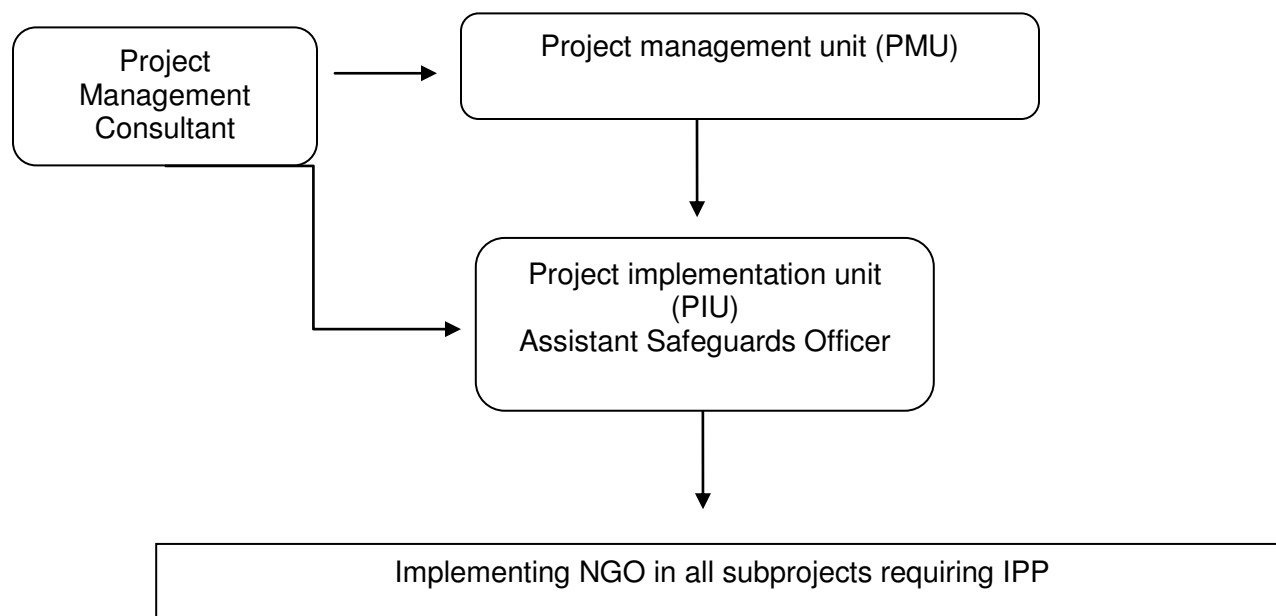 Project
Management
Consultant
Project management unit (PMU)
Project implementation unit
(PIU)
Assistant Safeguards Officer
Implementing NGO in all subprojects requiring IPP